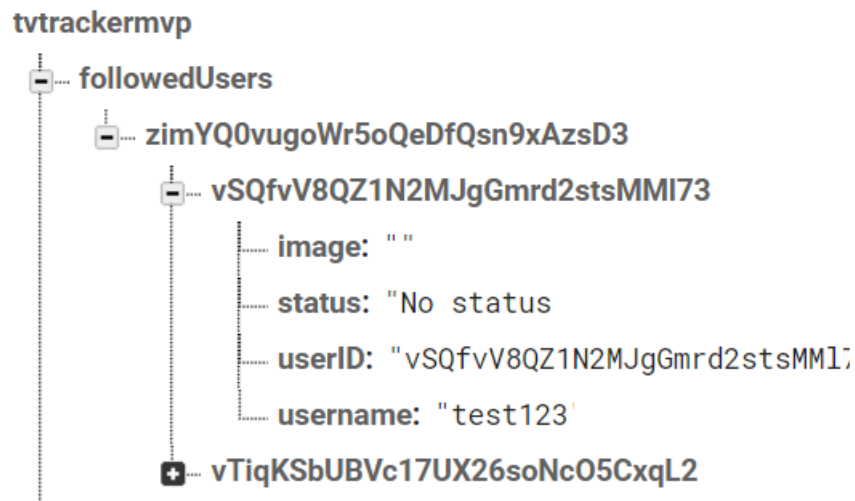 tvtrackermvp
followedUsers
zimYQ0vugoWr5oQeDfQsn9xAzsD3
vSQfvV8QZ1N2MJgGmrd2stsMMl73
image: ""
status: "No status
userID: "vSQfvV8QZ1N2MJgGmrd2stsMMl7
username: "test123'
vTiqKSbUBVc17UX26soNcO5CxqL2